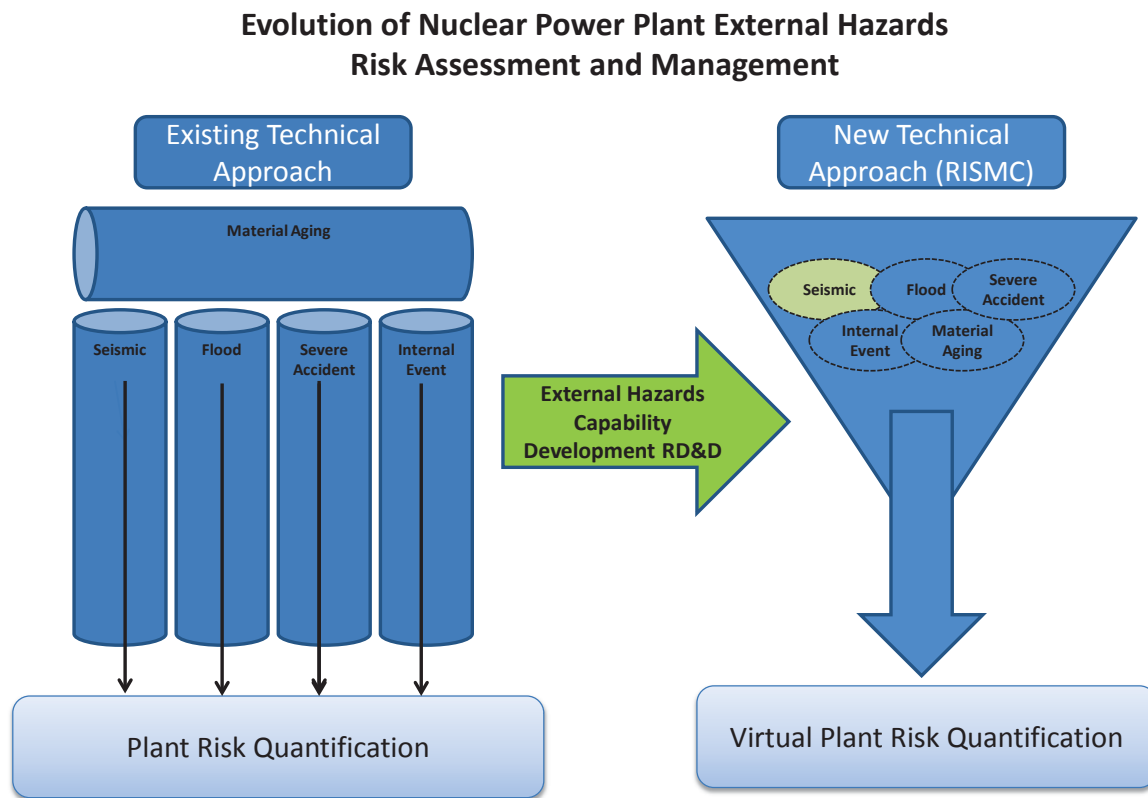 Evolution of Nuclear Power Plant External Hazards
Risk Assessment and Management
Existing Technical
Approach
Material Aging
Seismic
Flood
Severe
Accident
Internal
Event
Plant Risk Quantification
External Hazards
Capability
Development RD&D
New Technical
Approach (RISMC)
Seismic
Flood
Severe
Accident
Internal
Event
Material
Aging
Virtual Plant Risk Quantification